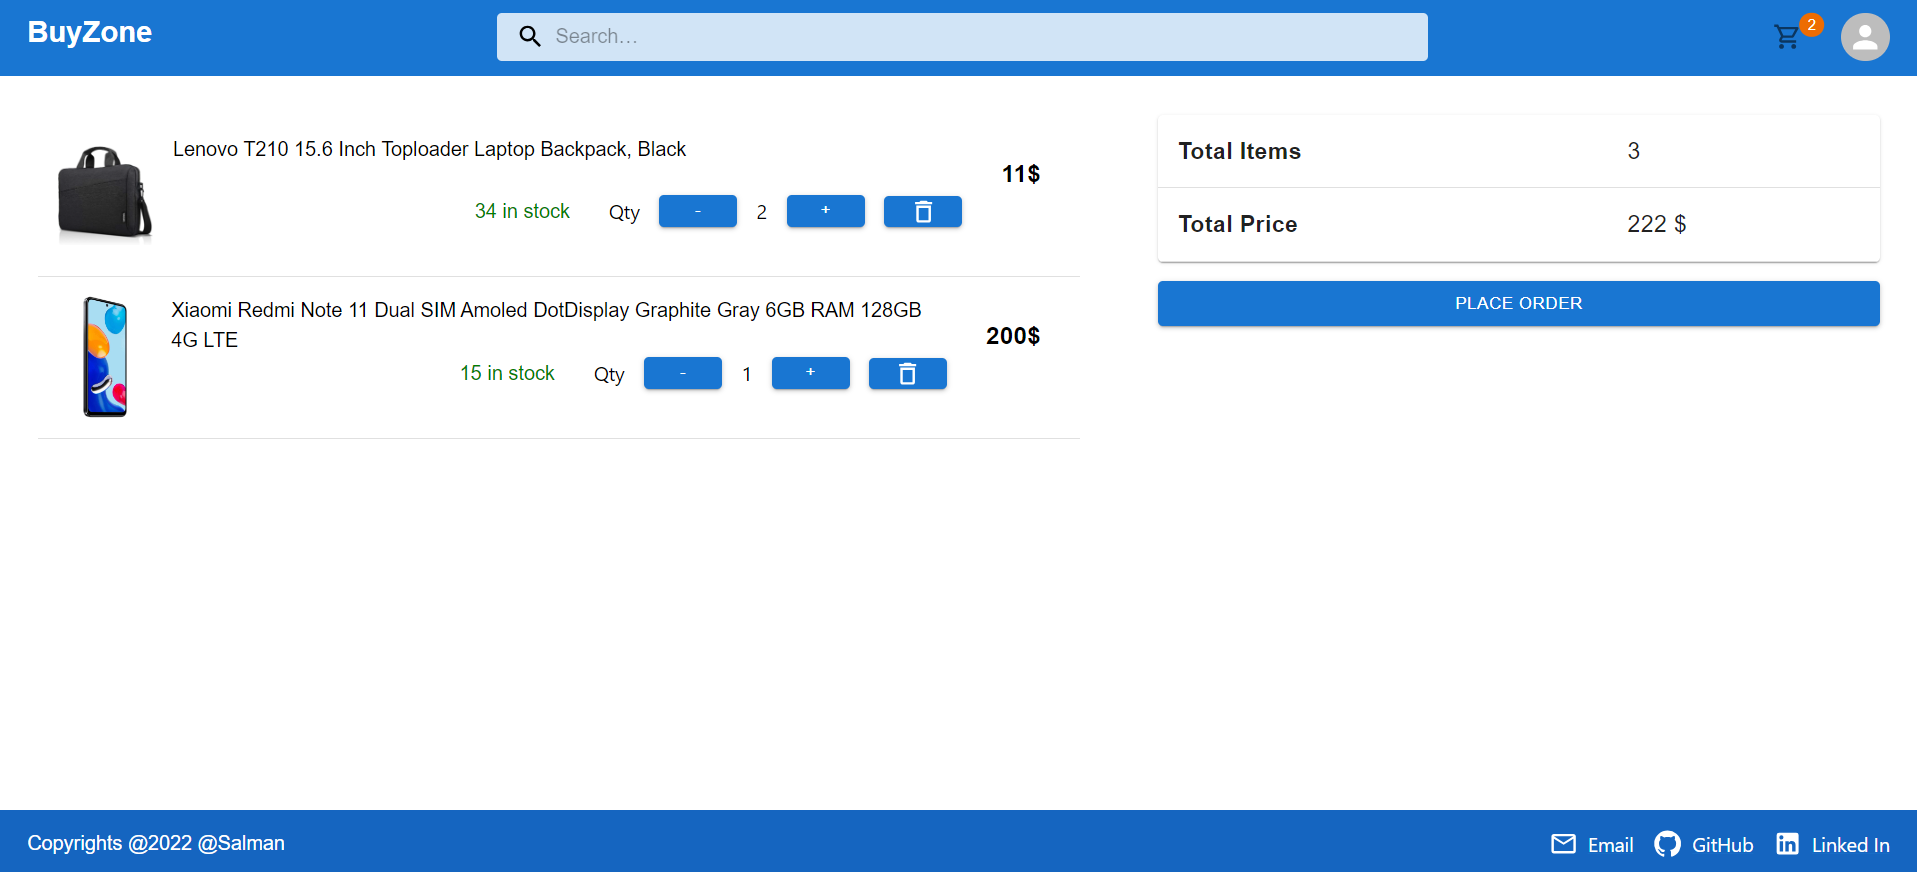 BuyZone
Search...
2
Lenovo T210 15.6 Inch Toploader Laptop Backpack, Black
11$
34 in stock Qty - 2 +
Xiaomi Redmi Note 11 Dual SIM Amoled DotDisplay Graphite Gray 6GB RAM 128GB
4G LTE
200$
15 in stock Qty - 1 +
Total Items 3
Total Price 222 $
PLACE ORDER
Copyrights @2022 @Salman
Email GitHub Linked In